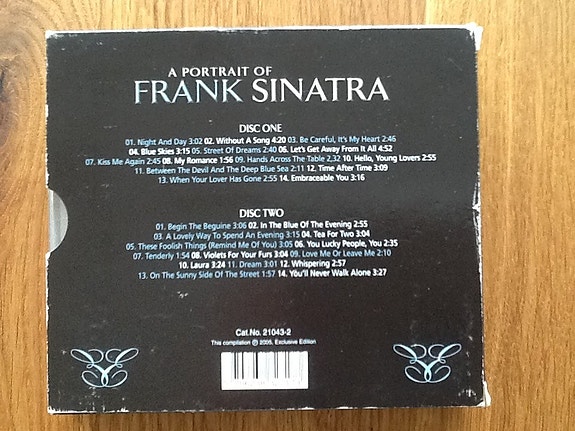 A PORTRAIT OF
FRANK SINATRA
DISC ONE
01. Night And Day 3:02 02. Without A Song 4:20 03. Be Careful, It's My Heart 2:46
04. Blue Skies 3:15 05. Street Of Dreams 2:40 06. Let's Get Away From It All 4:52
07. Kiss Me Again 2:45 08. My Romance 1:56 09. Hands Across The Table 2,32 10. Hello, Young Lovers 2:55
11. Between The Devil And The Deep Blue Sea 2:11 12. Time After Time 3:09
13. When Your Lover Has Gone 2:55 14. Embraceable You 3:16
DISC TWO
01. Begin The Beguine 3:06 02. In The Blue Of The Evening 2:55
03. A Lovely Way To Spend An Evening 3:15 04. Tea For Two 3:04
05. These Foolish Things (Remind Me Of You) 3:05 06. You Lucky People, You 2:35
07. Tenderly 1:54 08. Violets For Your Furs 3:04 09. Love Me Or Leave Me 2:10
10. Laura 3:24 11. Dream 3:01 12. Whispering 2:57
13. On The Sunny Side Of The Street 1:57 14. You'll Never Walk Alone 3:27
Cat.No. 21043-2
This compilation ℗ 2005, Exclusive Edition